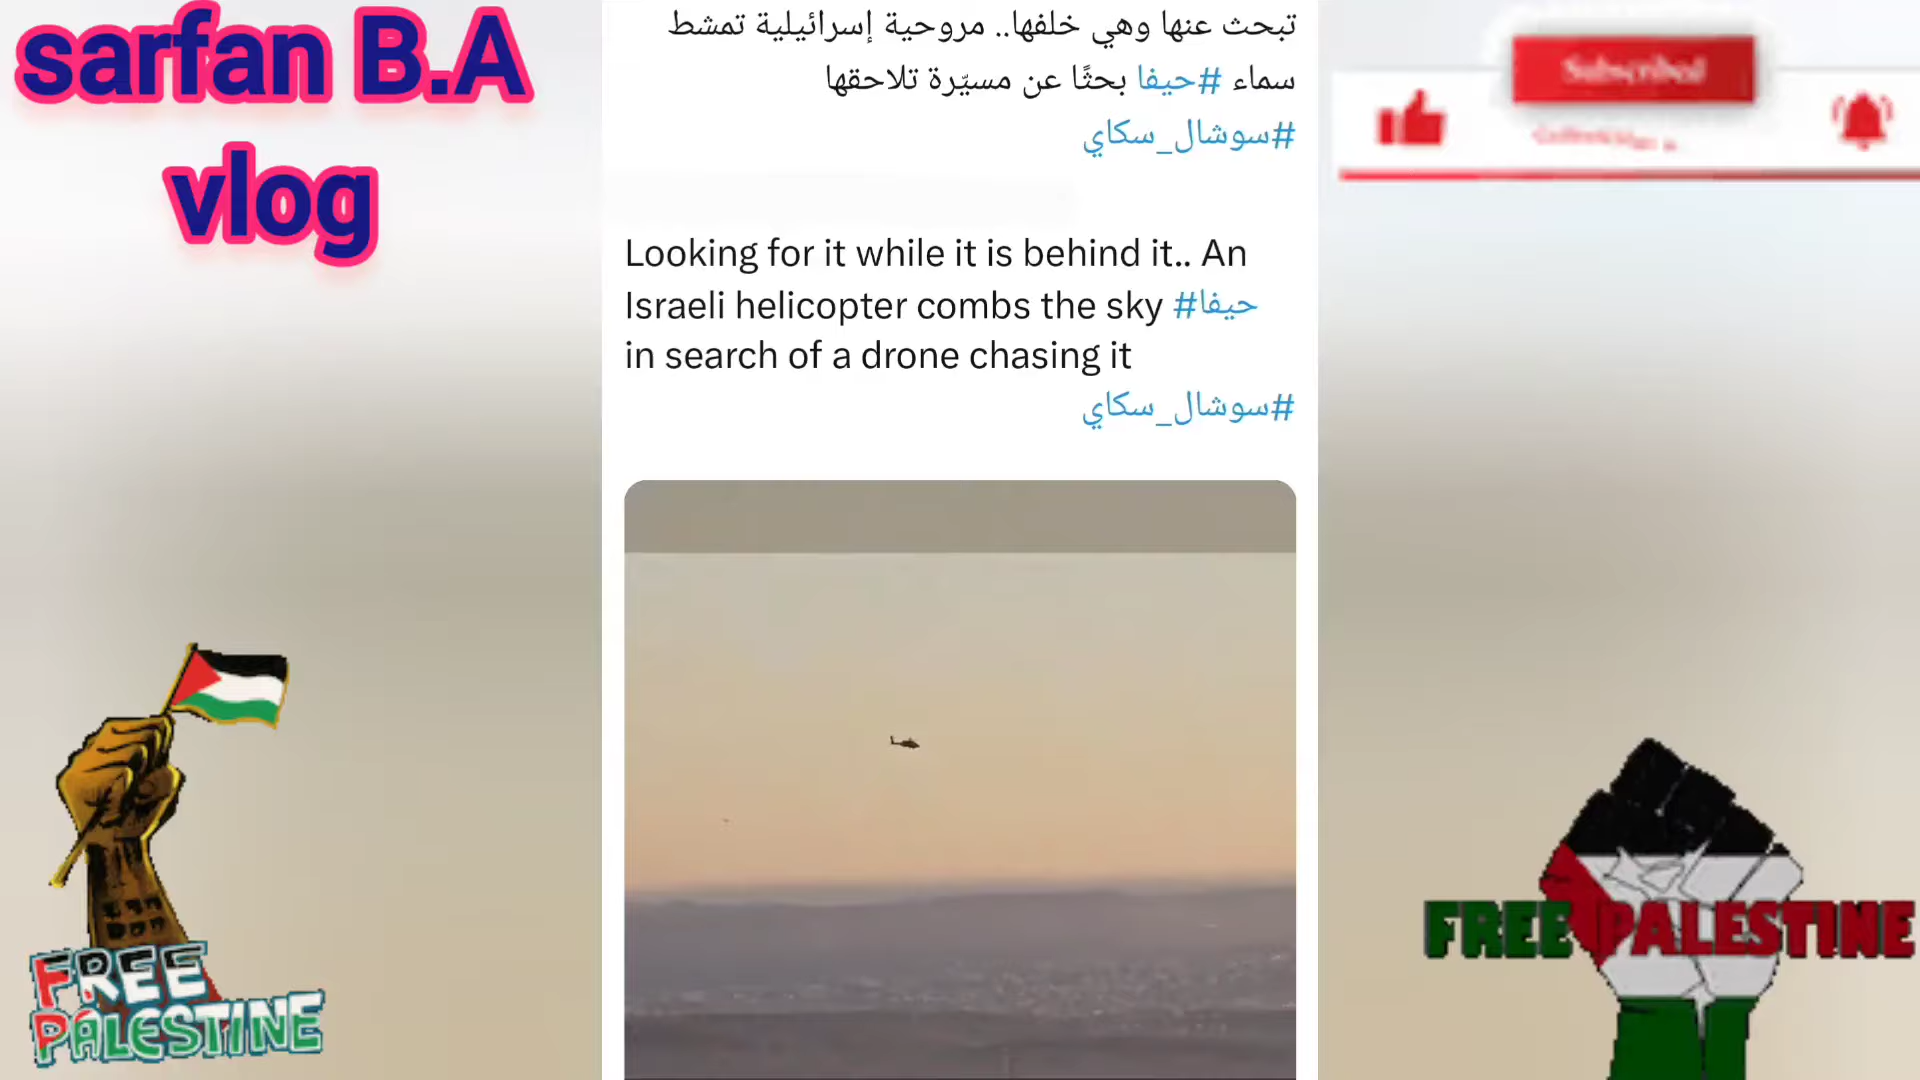 sarfan B.A
vlog
تبحث عنها وهي خلفها.. مروحية إسرائيلية تمشط
سماء #حيفا بحثًا عن مسيّرة تلاحقها
#سوشال_سكاي
Looking for it while it is behind it.. An
Israeli helicopter combs the sky #حيفا
in search of a drone chasing it
#سوشال_سكاي
Subscribed
FREE
PALESTINE
FREE PALESTINE